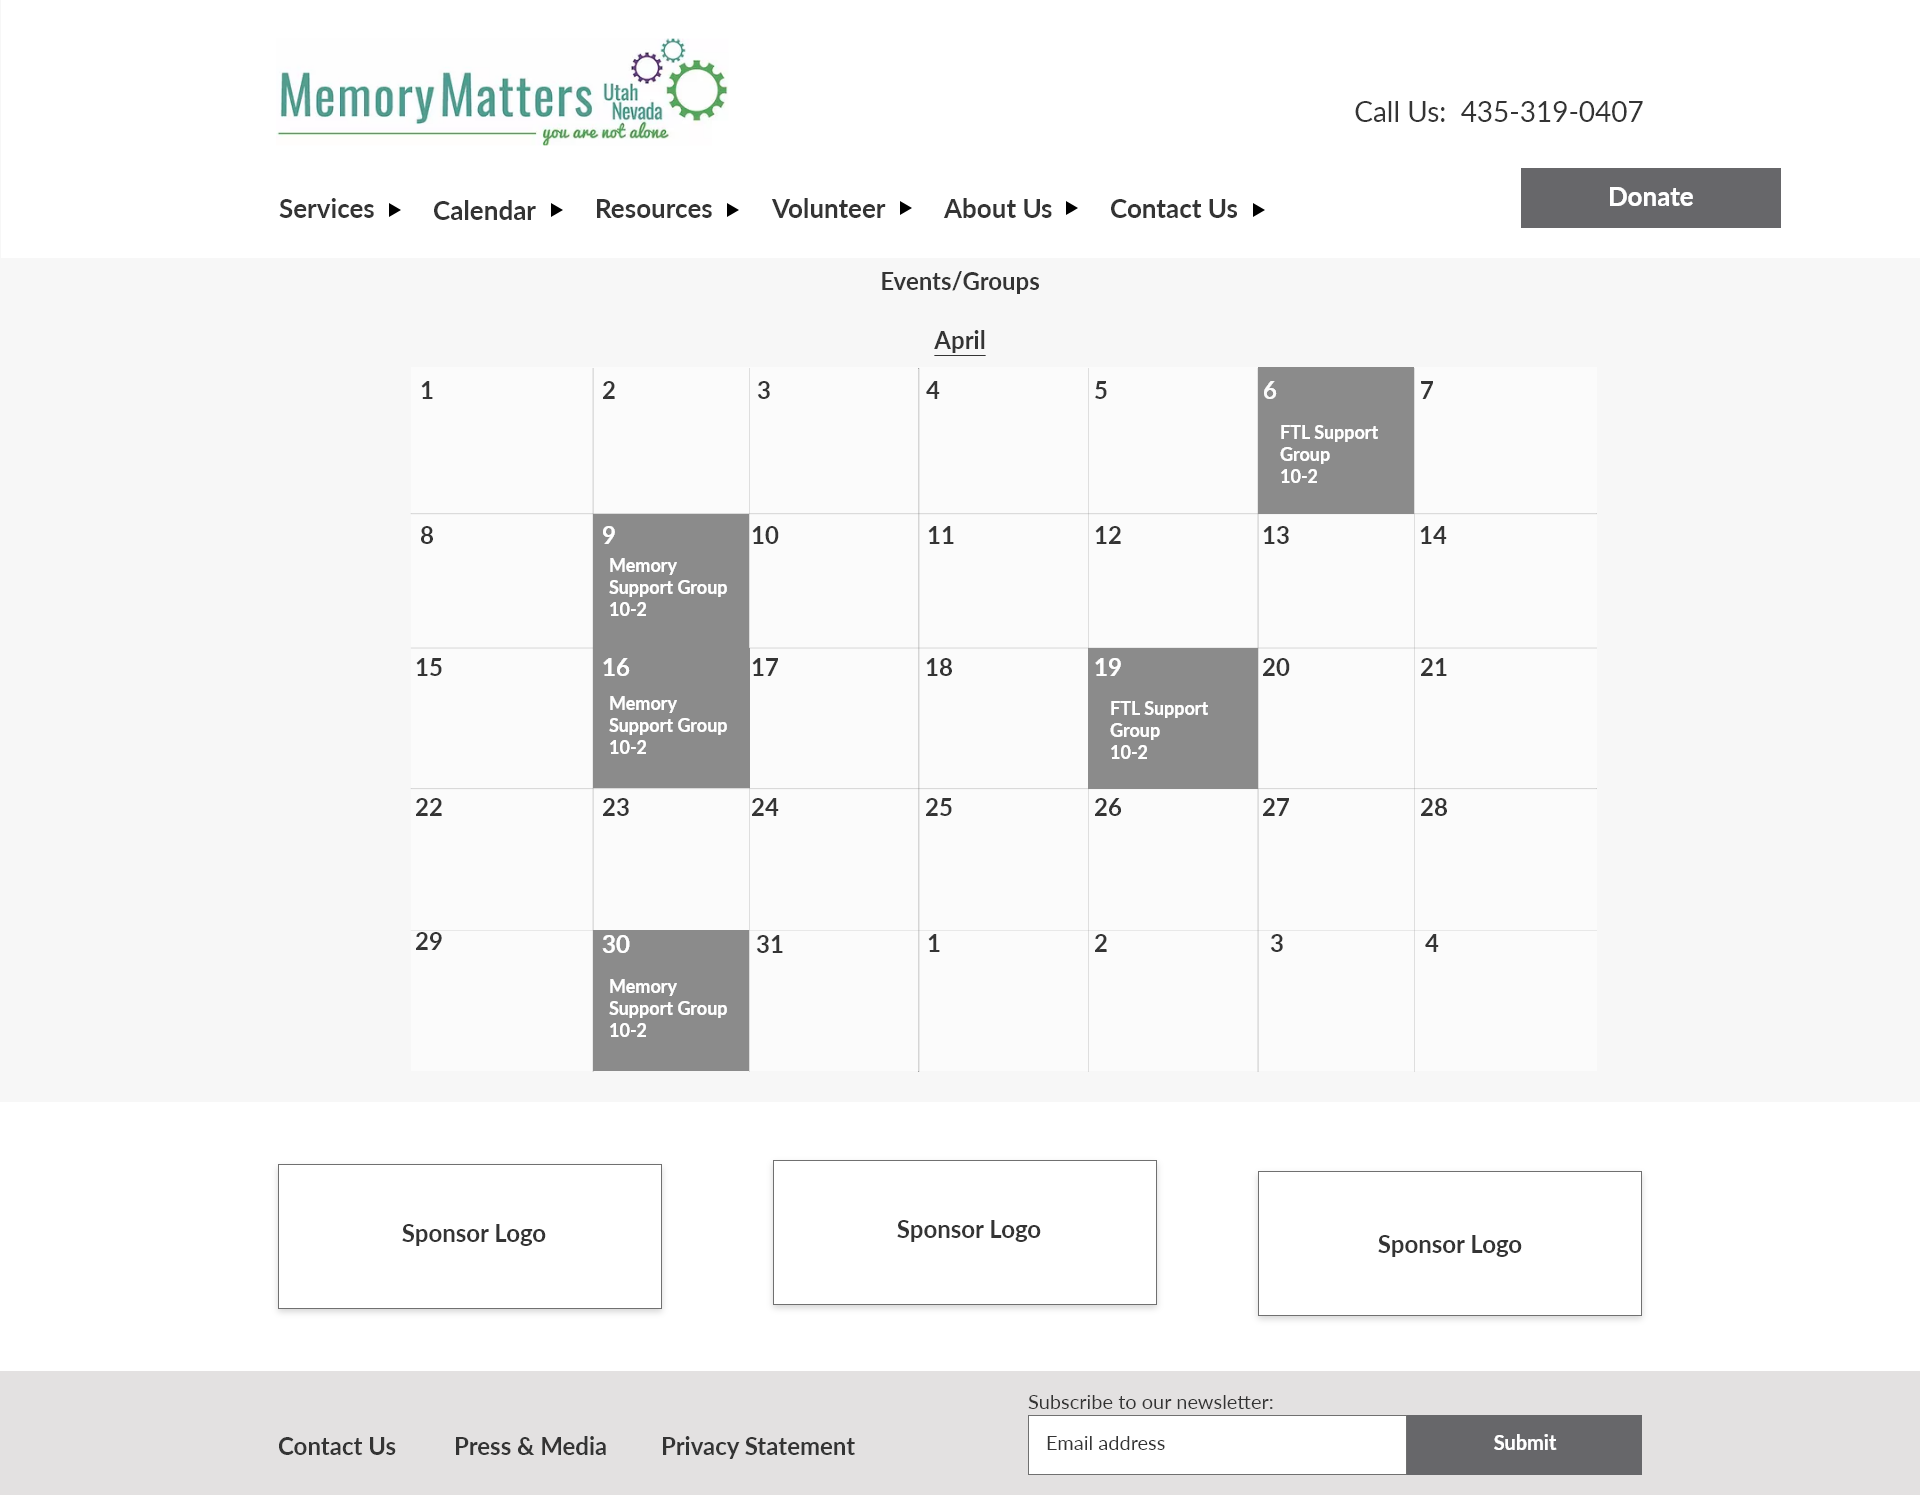 MemoryMatters Utah
Nevada
you are not alone
Call Us:  435-319-0407
Services
Calendar
Resources
Volunteer
About Us
Contact Us
Donate
Events/Groups
April
1
2
3
4
5
6
FTL Support
Group
10-2
7
8
9
Memory
Support Group
10-2
10
11
12
13
14
15
16
Memory
Support Group
10-2
17
18
19
FTL Support
Group
10-2
20
21
22
23
24
25
26
27
28
29
30
Memory
Support Group
10-2
31
1
2
3
4
Sponsor Logo
Sponsor Logo
Sponsor Logo
Contact Us
Press & Media
Privacy Statement
Subscribe to our newsletter:
Email address
Submit